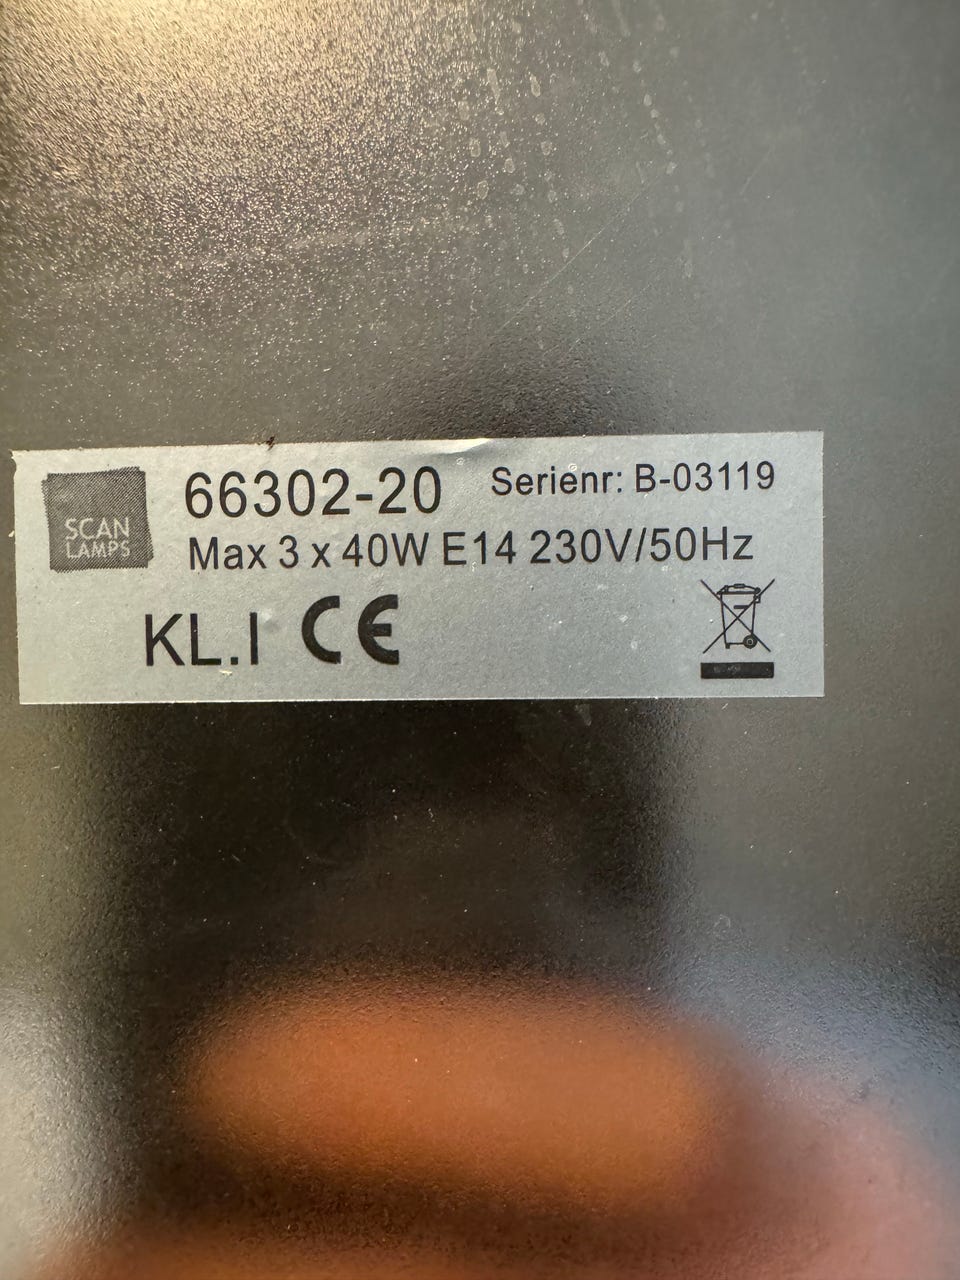 SCAN
LAMPS
66302-20
Serienr: B-03119
Max 3 x 40W E14 230V/50Hz
KL.I CE